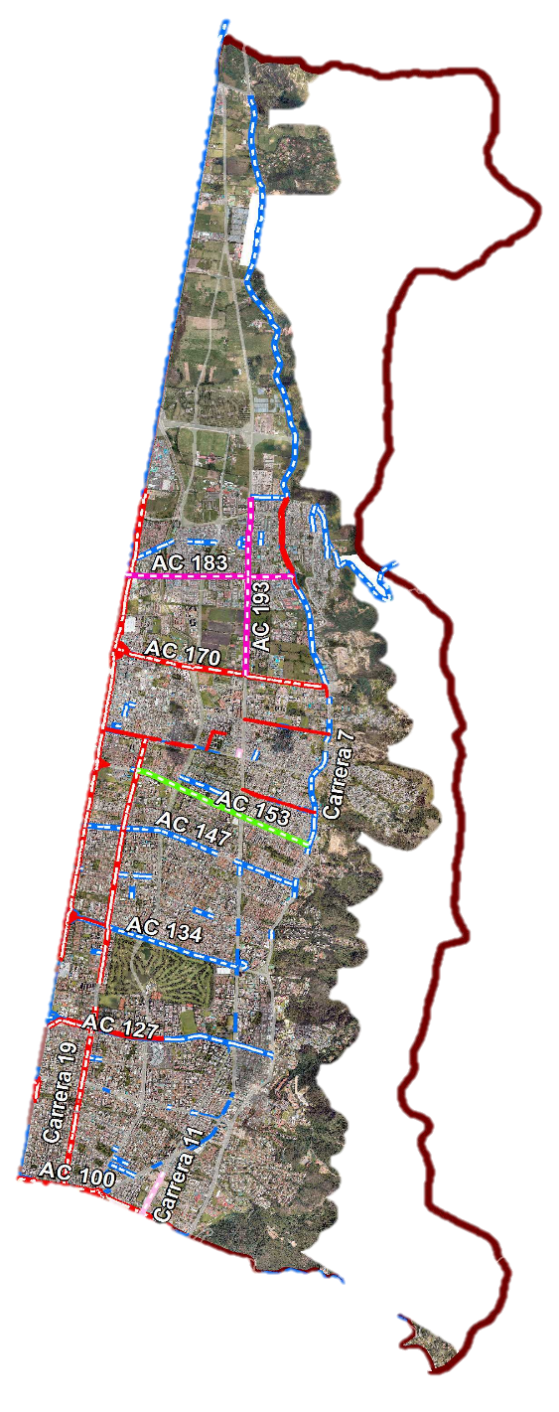 AC 183
AC 193
AC 170
Carrera 7
AC 153
AC 147
AC 134
AC 127
Carrera 19
Carrera 11
AC 100